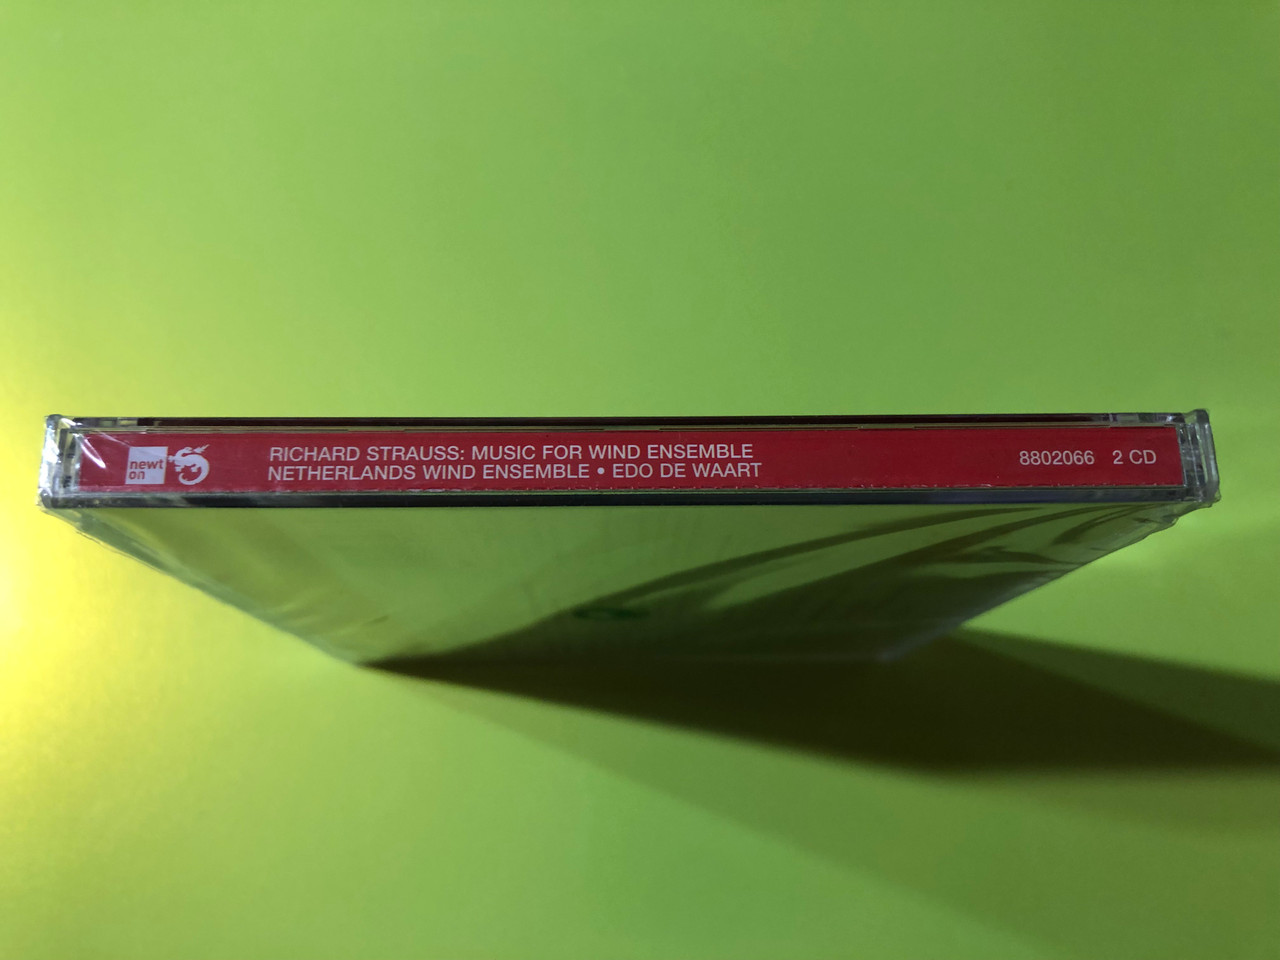 newt
on
RICHARD STRAUSS: MUSIC FOR WIND ENSEMBLE
NETHERLANDS WIND ENSEMBLE • EDO DE WAART
8802066 2 CD